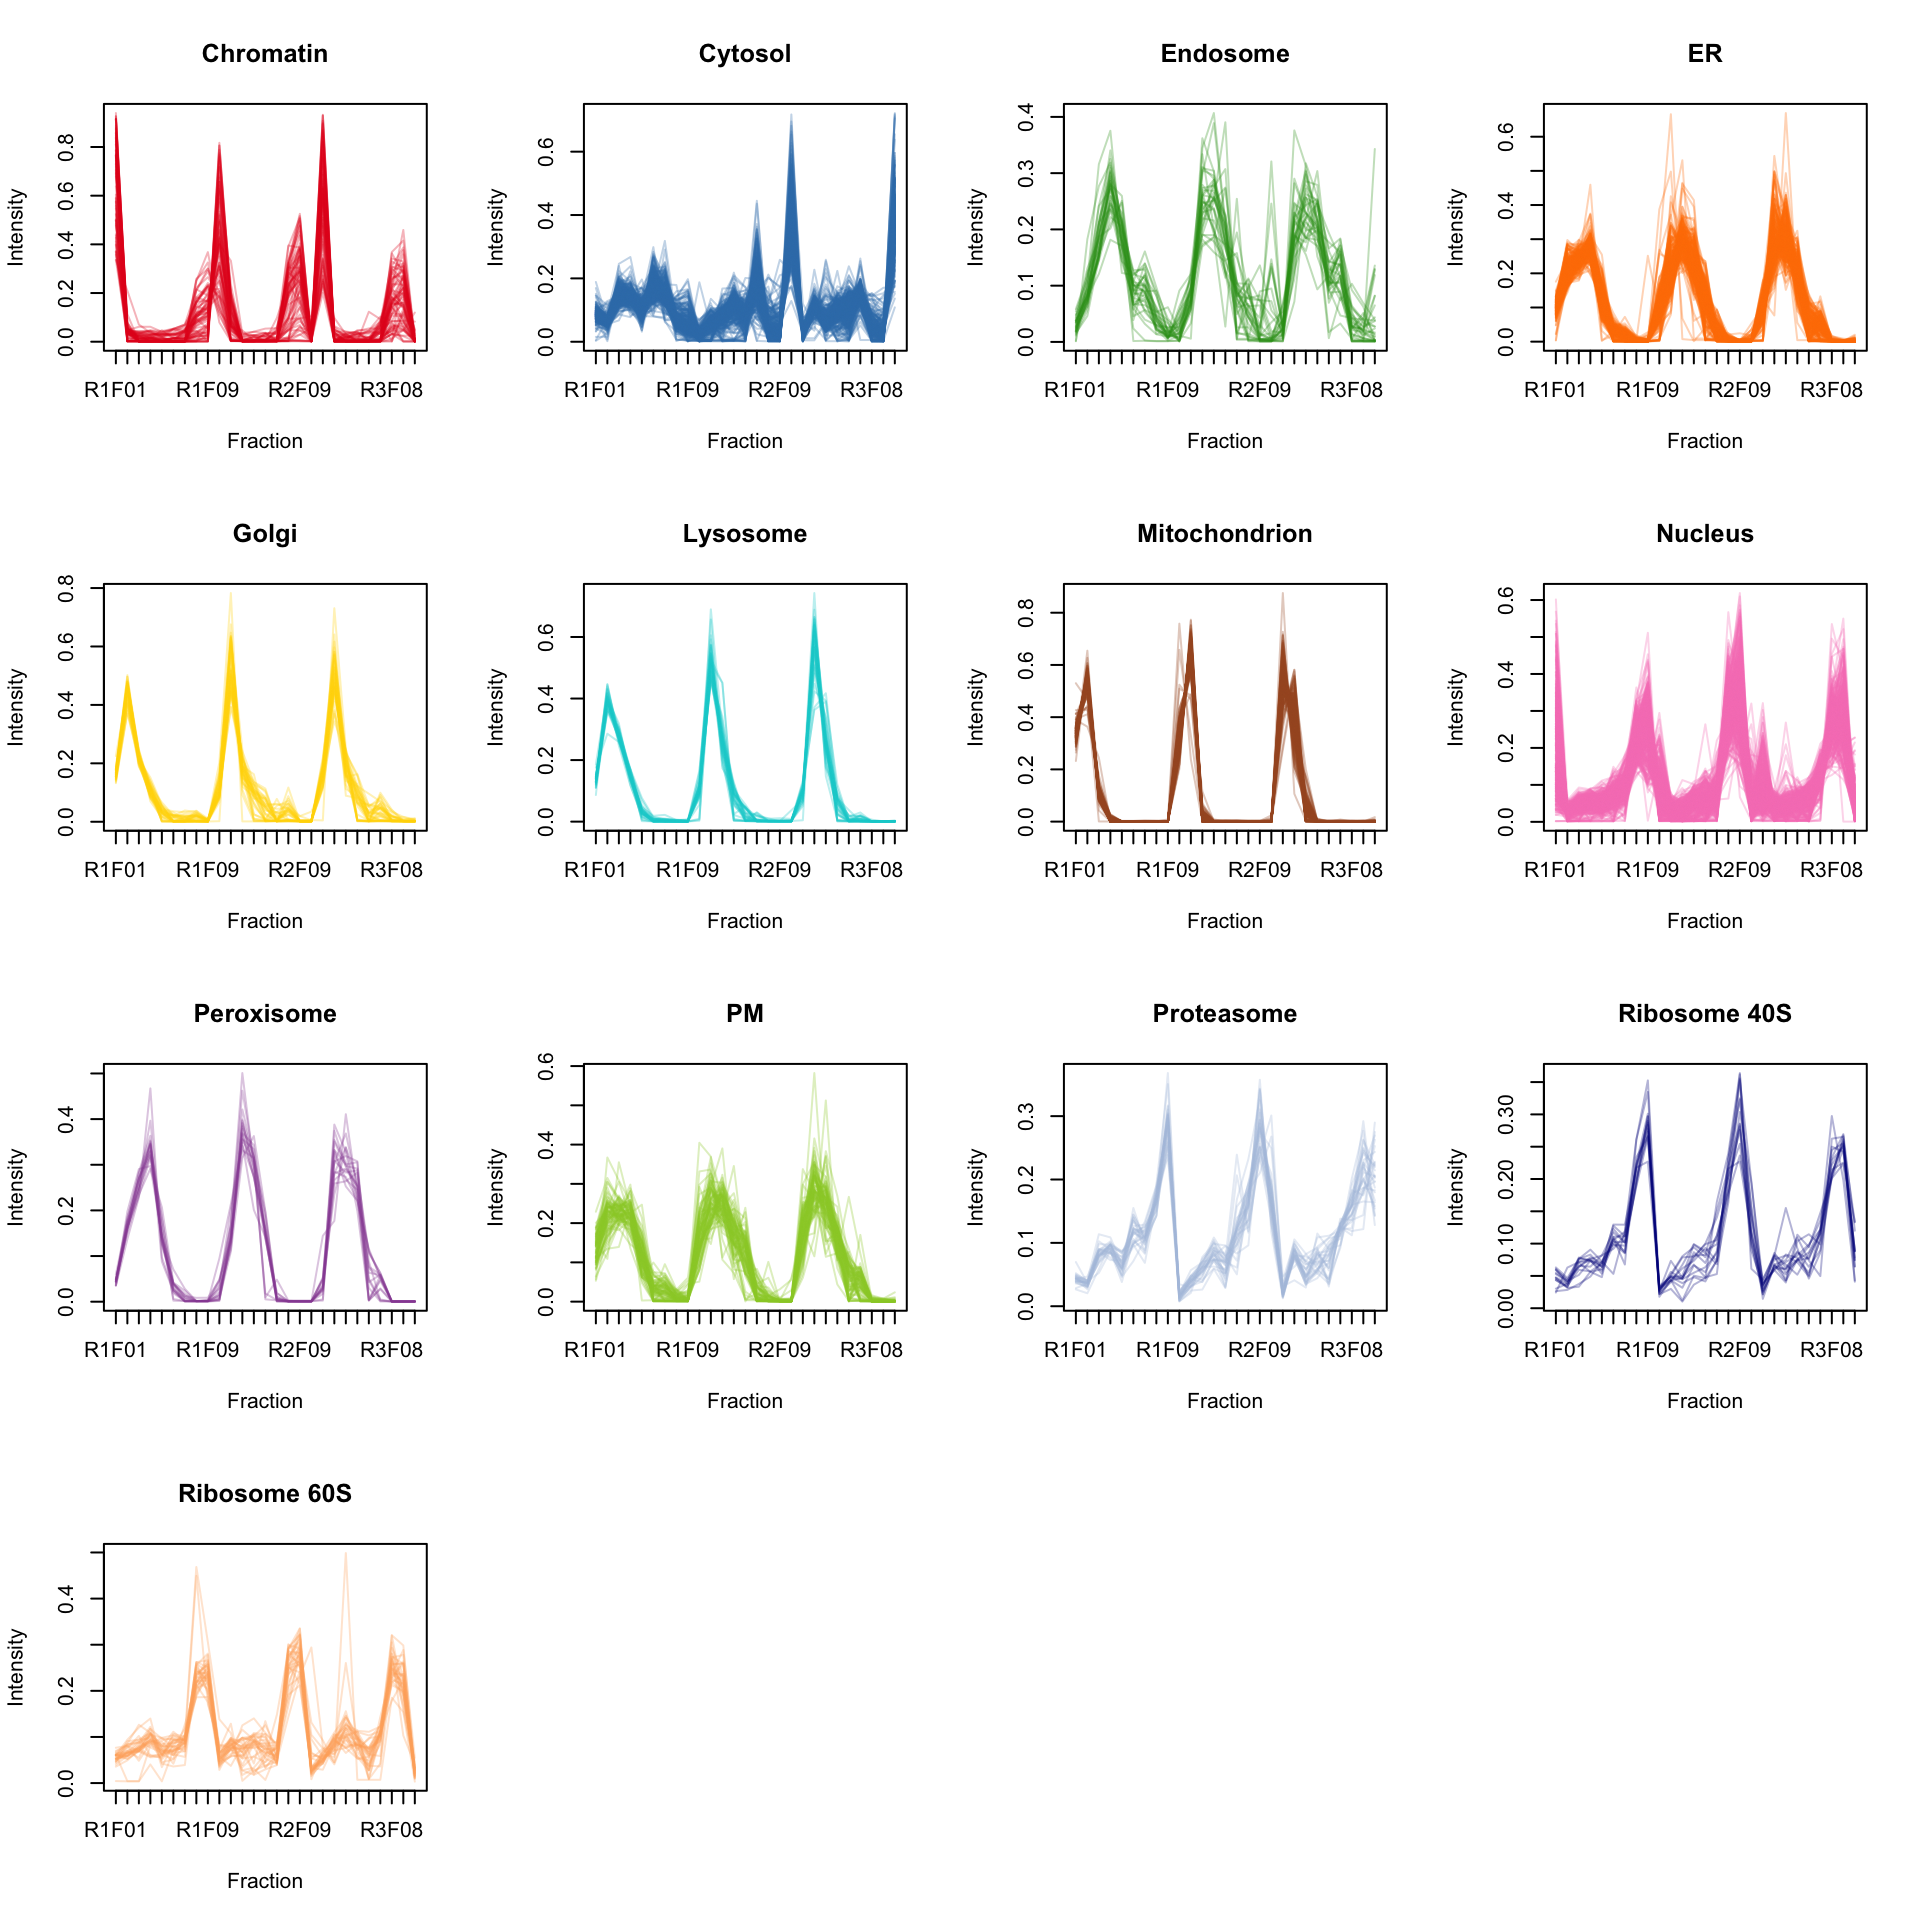 Chromatin
Intensity
0.0 0.2 0.4 0.6 0.8
R1F01 R1F09 R2F09 R3F08
Fraction
Cytosol
Intensity
0.0 0.2 0.4 0.6
R1F01 R1F09 R2F09 R3F08
Fraction
Endosome
Intensity
0.0 0.1 0.2 0.3 0.4
R1F01 R1F09 R2F09 R3F08
Fraction
ER
Intensity
0.0 0.2 0.4 0.6
R1F01 R1F09 R2F09 R3F08
Fraction
Golgi
Intensity
0.0 0.2 0.4 0.6 0.8
R1F01 R1F09 R2F09 R3F08
Fraction
Lysosome
Intensity
0.0 0.2 0.4 0.6
R1F01 R1F09 R2F09 R3F08
Fraction
Mitochondrion
Intensity
0.0 0.2 0.4 0.6 0.8
R1F01 R1F09 R2F09 R3F08
Fraction
Nucleus
Intensity
0.0 0.2 0.4 0.6
R1F01 R1F09 R2F09 R3F08
Fraction
Peroxisome
Intensity
0.0 0.2 0.4
R1F01 R1F09 R2F09 R3F08
Fraction
PM
Intensity
0.0 0.2 0.4 0.6
R1F01 R1F09 R2F09 R3F08
Fraction
Proteasome
Intensity
0.0 0.1 0.2 0.3
R1F01 R1F09 R2F09 R3F08
Fraction
Ribosome 40S
Intensity
0.00 0.10 0.20 0.30
R1F01 R1F09 R2F09 R3F08
Fraction
Ribosome 60S
Intensity
0.0 0.2 0.4
R1F01 R1F09 R2F09 R3F08
Fraction